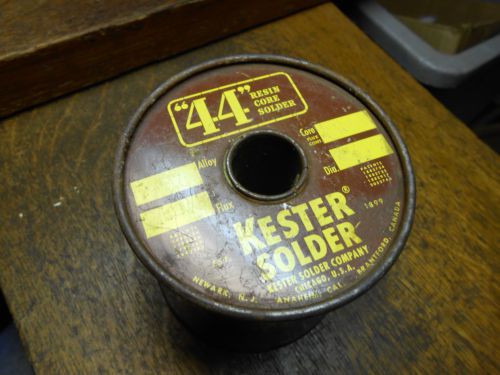 "44"
RESIN
CORE
SOLDER
Alloy
Flux
Core
Dia
KESTER®
SOLDER
1899
KESTER SOLDER COMPANY
CHICAGO, U.S.A.
NEWARK, N.J. ANAHEIM, CAL. BRANTFORD, CANADA